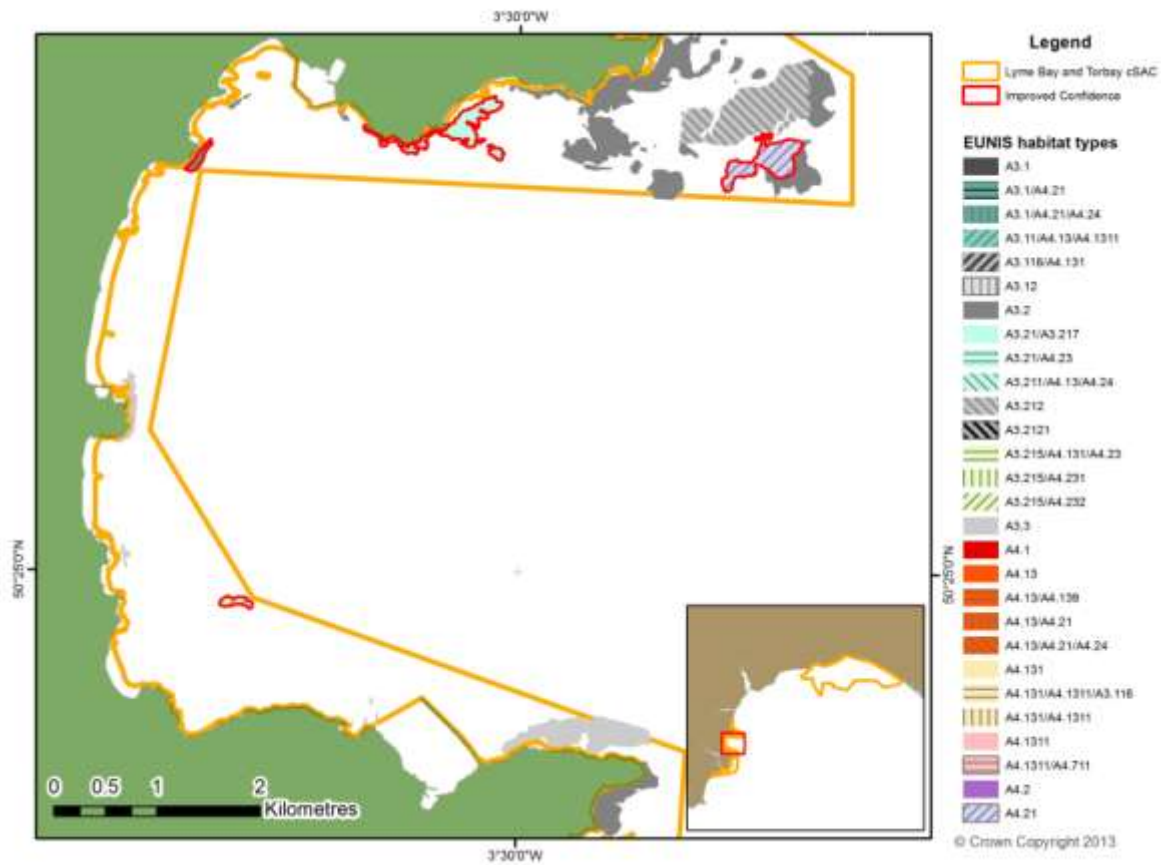 3°30'0"W
Legend
Lyme Bay and Torbay cSAC
Improved Confidence
EUNIS habitat types
A3.1
A3.1/A4.21
A3.1/A4.21/A4.24
A3.11/A4.13/A4.1311
A3.116/A4.131
A3.12
A3.2
A3.21/A3.217
A3.21/A4.23
A3.211/A4.13/A4.24
A3.212
A3.2121
A3.215/A4.131/A4.23
A3.215/A4.231
A3.215/A4.232
A3.3
A4.1
A4.13
A4.13/A4.139
A4.13/A4.21
A4.13/A4.21/A4.24
A4.131
A4.131/A4.1311/A3.116
A4.131/A4.1311
A4.1311
A4.1311/A4.711
A4.2
A4.21
50°25'0"N
50°25'0"N
0 0.5 1 2
Kilometres
3°30'0"W
© Crown Copyright 2013